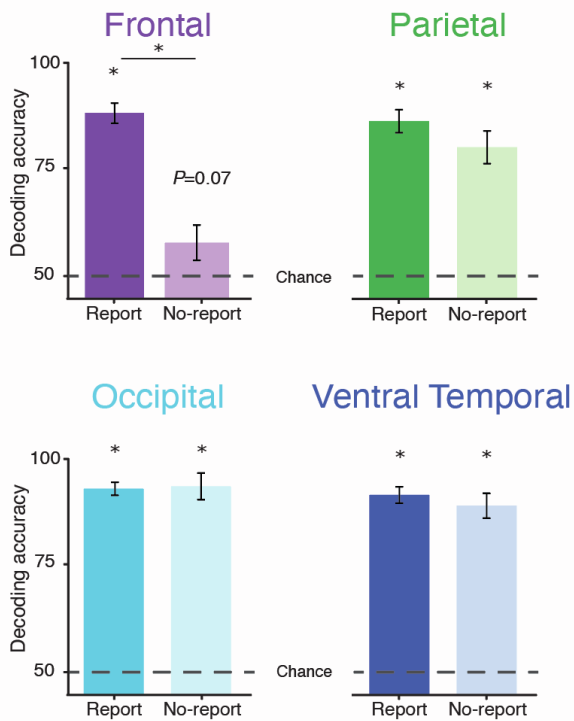 Frontal
Parietal
Decoding accuracy
100
75
50
*
*
P=0.07
*
*
Chance
Report
No-report
Report
No-report
Occipital
Ventral Temporal
Decoding accuracy
100
75
50
*
*
*
*
Chance
Report
No-report
Report
No-report